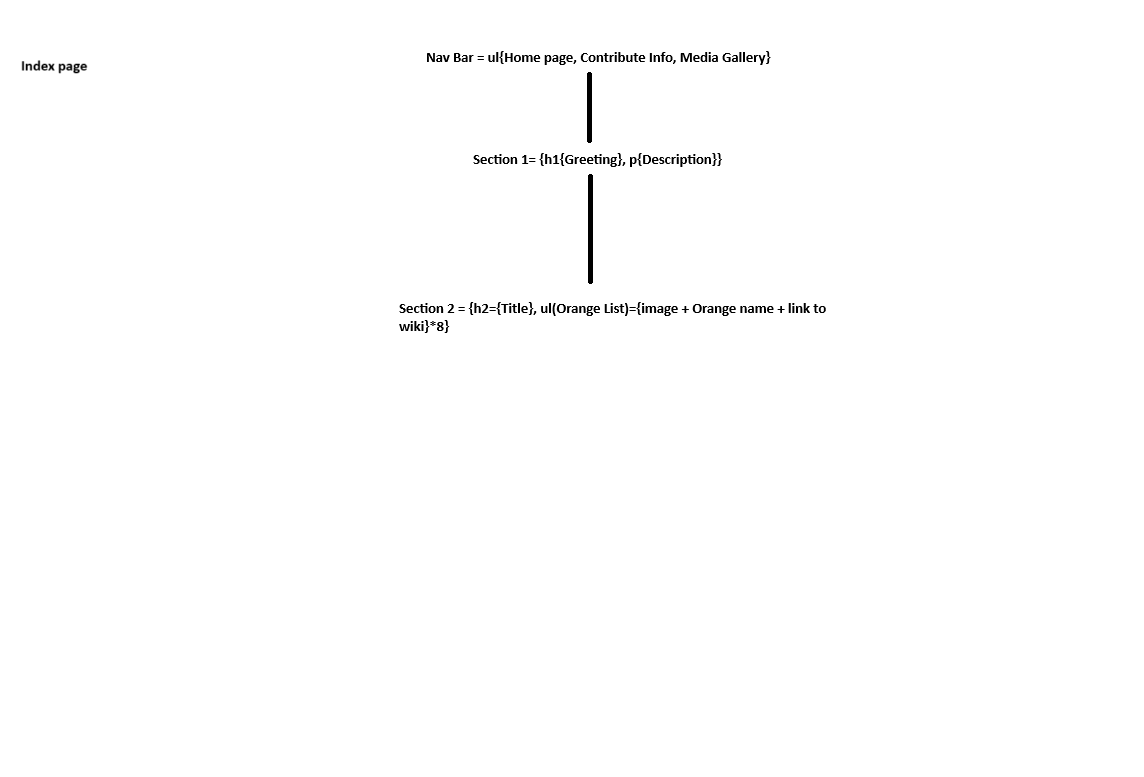 Index page
Nav Bar = ul{Home page, Contribute Info, Media Gallery}
Section 1= {h1{Greeting}, p{Description}}
Section 2 = {h2={Title}, ul(Orange List)={image + Orange name + link to
wiki}*8}